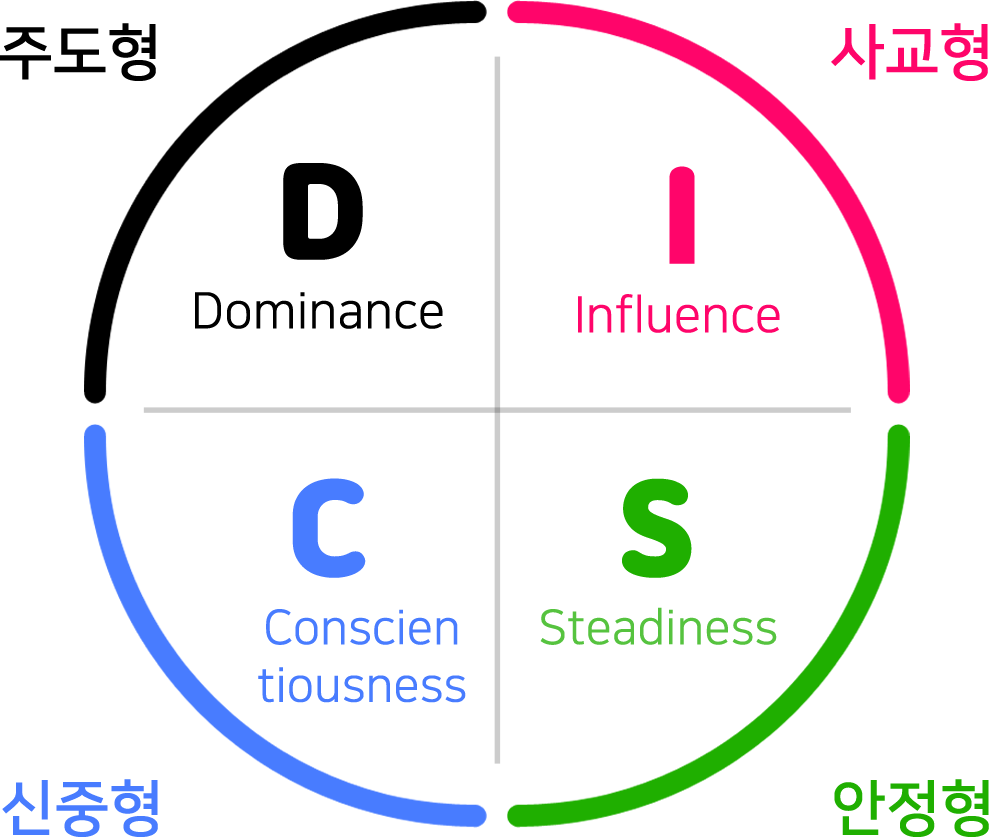 주도형
사교형
D
Dominance
I
Influence
C
Conscien
tiousness
S
Steadiness
신중형
안정형